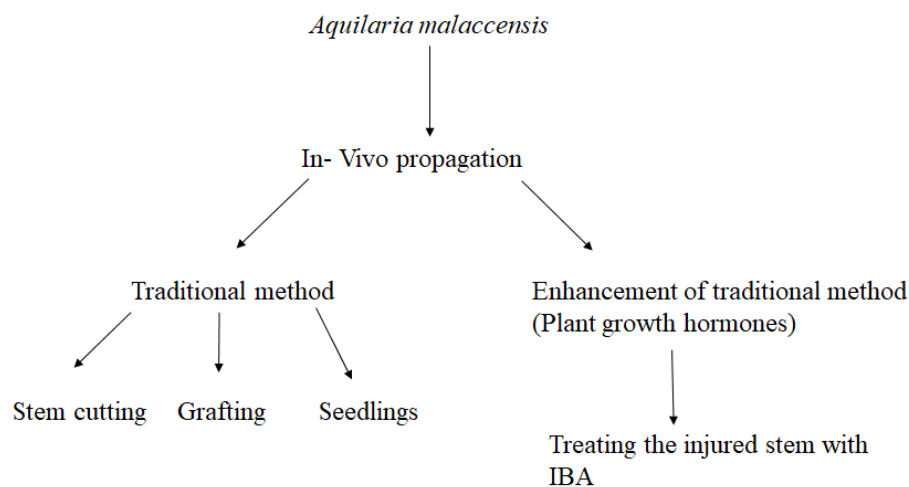 Aquilaria malaccensis
In- Vivo propagation
Traditional method
Enhancement of traditional method
(Plant growth hormones)
Stem cutting
Grafting
Seedlings
Treating the injured stem with
IBA